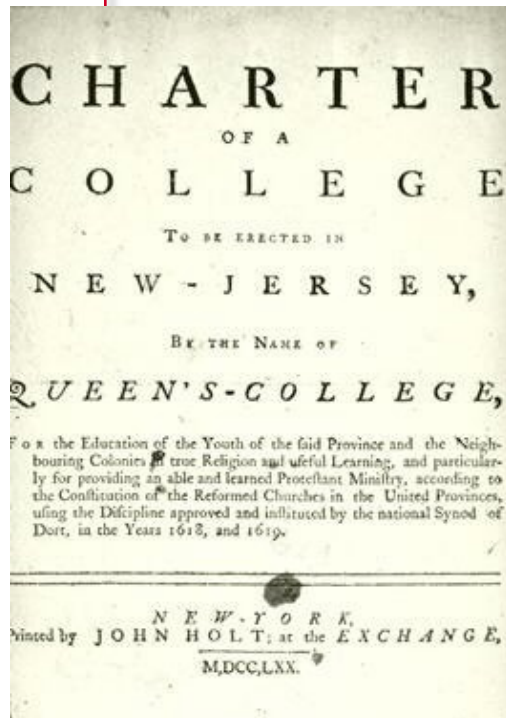 CHARTER
OF A
COLLEGE
TO BE ERECTED IN
NEW-JERSEY,
BY THE NAME OF
QUEEN'S-COLLEGE,
FOR the Education of the Youth of the ſaid Province and the Neigh-
bouring Colonies in true Religion and uſeful Learning, and particular-
ly for providing an able and learned Proteſtant Miniſtry, according to
the Conſtitution of the Reformed Churches in the United Provinces,
uſing the Diſcipline approved and inſtituted by the national Synod of
Dort, in the Years 1618, and 1619.
NEW-YORK,
Printed by JOHN HOLT; at the EXCHANGE,
M,DCC,LXX.